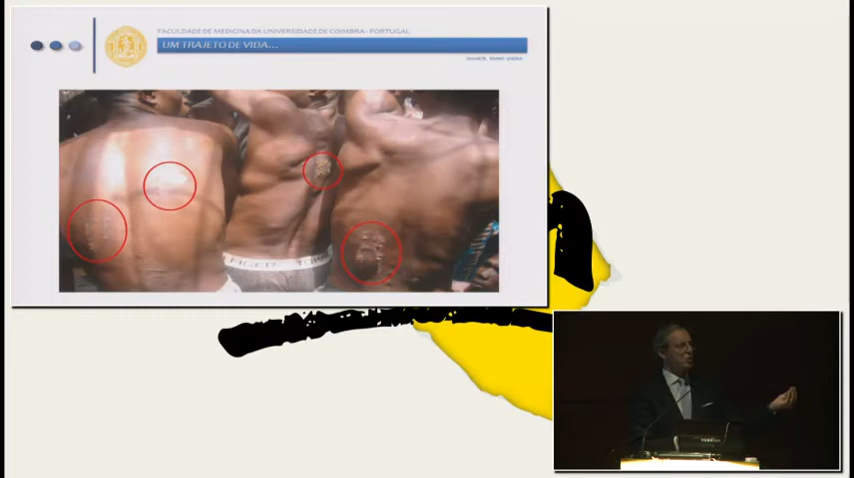 FACULDADE DE MEDICINA DA UNIVERSIDADE DE COIMBRA - PORTUGAL
UM TRAJETO DE VIDA...